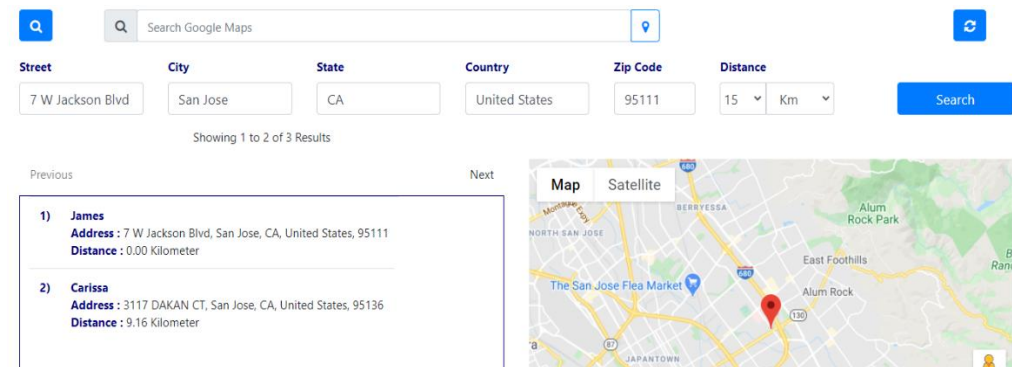 Search Google Maps
Street City State Country Zip Code Distance
7 W Jackson Blvd San Jose CA United States 95111 15 Km Search
Showing 1 to 2 of 3 Results
Previous Next
1) James
Address : 7 W Jackson Blvd, San Jose, CA, United States, 95111
Distance : 0.00 Kilometer
2) Carissa
Address : 3117 DAKAN CT, San Jose, CA, United States, 95136
Distance : 9.16 Kilometer
680
Map Satellite
Montague Expy
BERRYESSA
Alum
Rock Park
NORTH SAN JOSE
East Foothills
680
The San Jose Flea Market
Alum Rock
130
87
JAPANTOWN